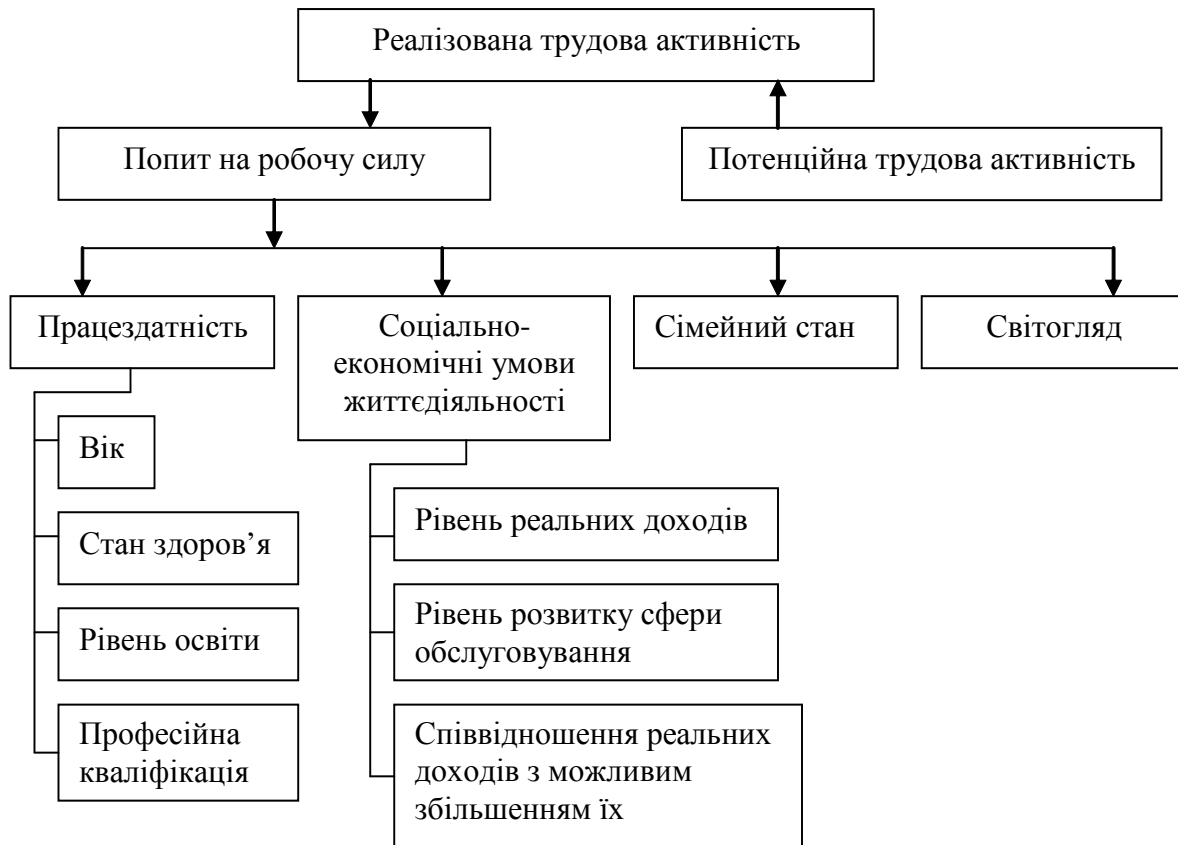 Реалізована трудова активність
Попит на робочу силу
Потенційна трудова активність
Працездатність
Соціально-
економічні умови
життєдіяльності
Сімейний стан
Світогляд
Вік
Стан здоров’я
Рівень освіти
Професійна
кваліфікація
Рівень реальних доходів
Рівень розвитку сфери
обслуговування
Співвідношення реальних
доходів з можливим
збільшенням їх